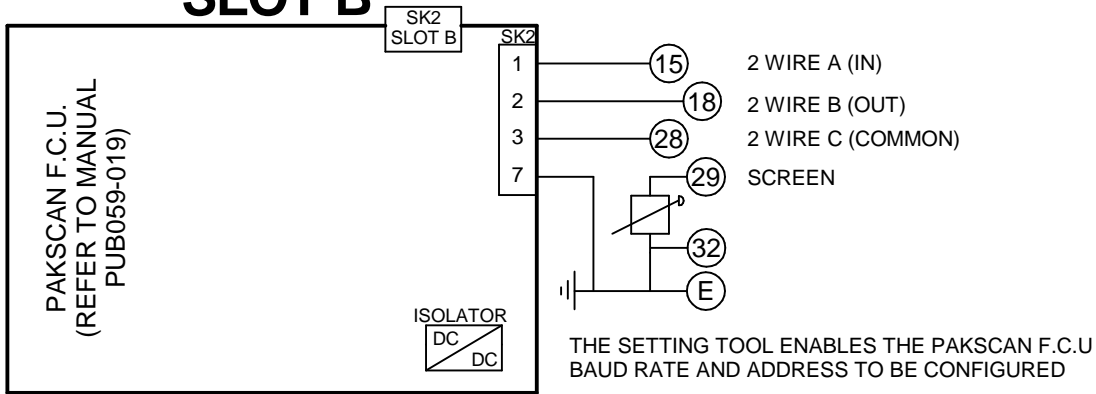 SLOT B
SK2
SLOT B
SK2
1
15
2 WIRE A (IN)
2
18
2 WIRE B (OUT)
3
28
2 WIRE C (COMMON)
7
29
SCREEN
32
E
PAKSCAN F.C.U.
(REFER TO MANUAL
PUB059-019)
ISOLATOR
DC
DC
THE SETTING TOOL ENABLES THE PAKSCAN F.C.U
BAUD RATE AND ADDRESS TO BE CONFIGURED